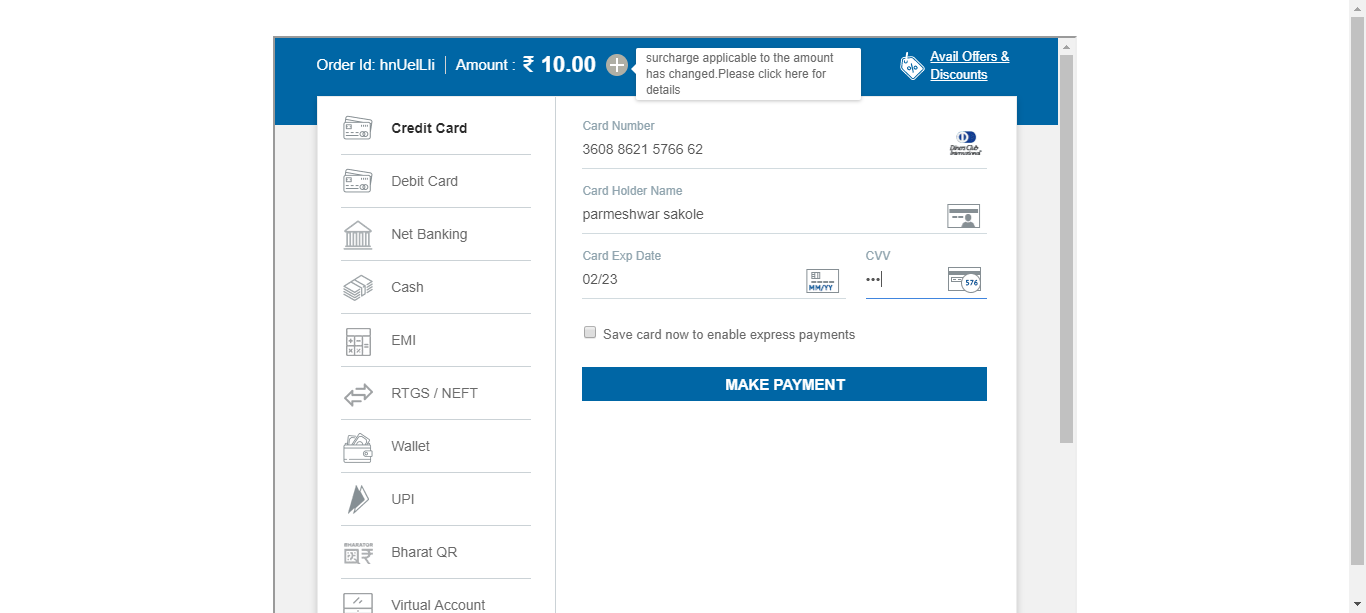 Order Id: hnUelLli | Amount : ₹ 10.00
surcharge applicable to the amount
has changed.Please click here for
details
Avail Offers &
Discounts
Credit Card
Debit Card
Net Banking
Cash
EMI
RTGS / NEFT
Wallet
UPI
BHARATQR
Bharat QR
Virtual Account
Card Number
3608 8621 5766 62
Diners Club
International
Card Holder Name
parmeshwar sakole
Card Exp Date
02/23
MM/YY
CVV
•••
576
Save card now to enable express payments
MAKE PAYMENT